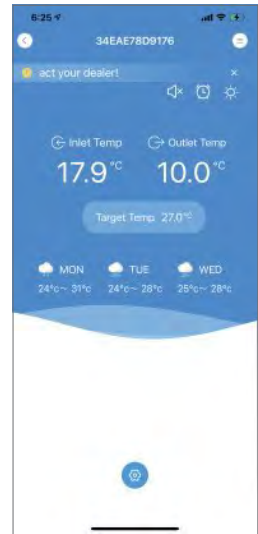 6:25
34EAE78D9176
act your dealer!
Inlet Temp Outlet Temp
17.9°C 10.0°C
Target Temp 27.0°C
MON TUE WED
24°c~ 31°c 24°c~ 28°c 25°c~ 28°c